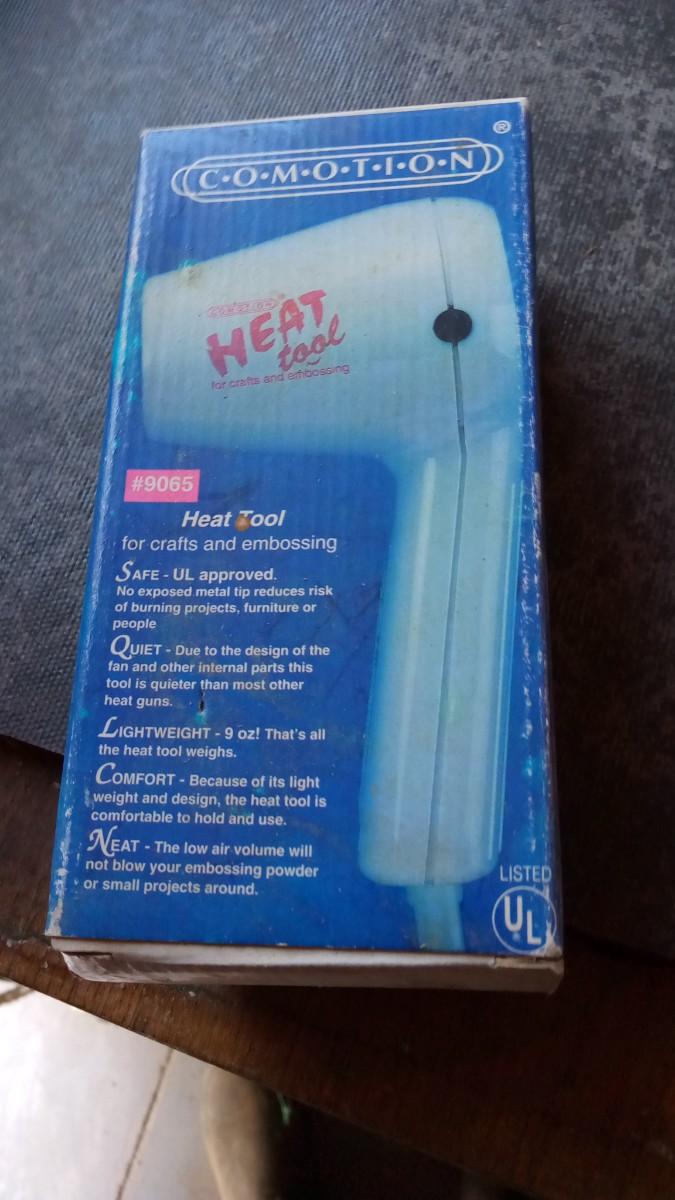 C·O·M·O·T·I·O·N®
COMOTION®
HEAT
tool
for crafts and embossing
#9065
Heat Tool
for crafts and embossing
SAFE - UL approved.
No exposed metal tip reduces risk
of burning projects, furniture or
people
QUIET - Due to the design of the
fan and other internal parts this
tool is quieter than most other
heat guns.
LIGHTWEIGHT - 9 oz! That's all
the heat tool weighs.
COMFORT - Because of its light
weight and design, the heat tool is
comfortable to hold and use.
NEAT - The low air volume will
not blow your embossing powder
or small projects around.
LISTED
UL